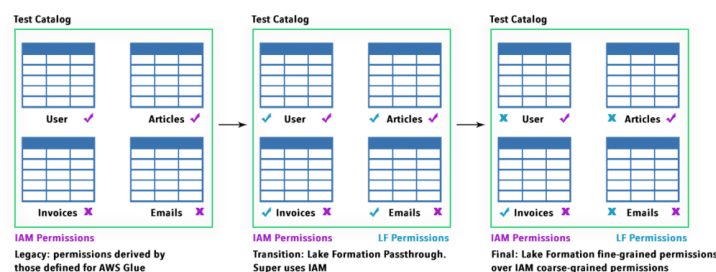 Test Catalog
User ✓
Articles ✓
Invoices ✗
Emails ✗
IAM Permissions
Legacy: permissions derived by
those defined for AWS Glue
Test Catalog
✓ User ✓
✓ Articles ✓
✓ Invoices ✗
✓ Emails ✗
IAM Permissions
LF Permissions
Transition: Lake Formation Passthrough.
Super uses IAM
Test Catalog
✗ User ✓
✗ Articles ✓
✓ Invoices ✗
✗ Emails ✗
IAM Permissions
LF Permissions
Final: Lake Formation fine-grained permissions
over IAM coarse-grained permissions